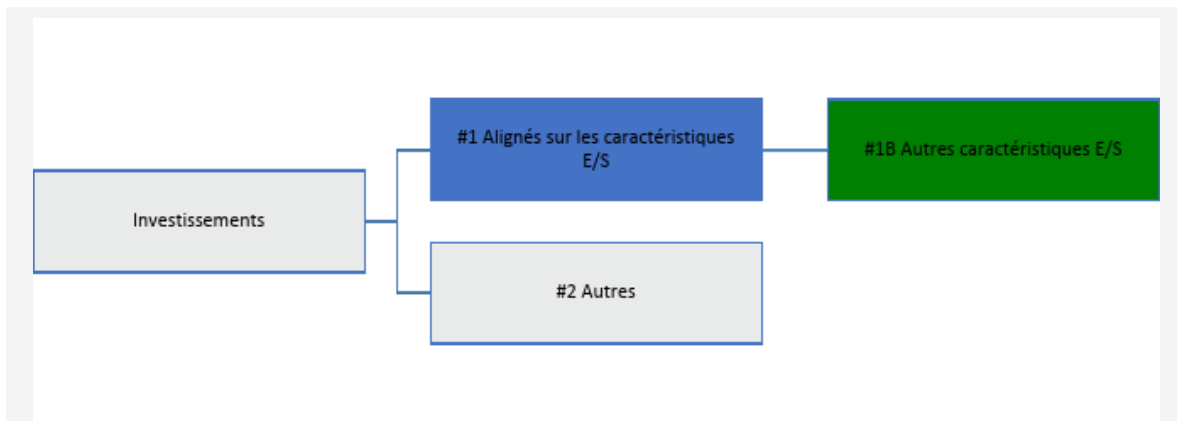 #1 Alignés sur les caractéristiques
E/S
#1B Autres caractéristiques E/S
Investissements
#2 Autres